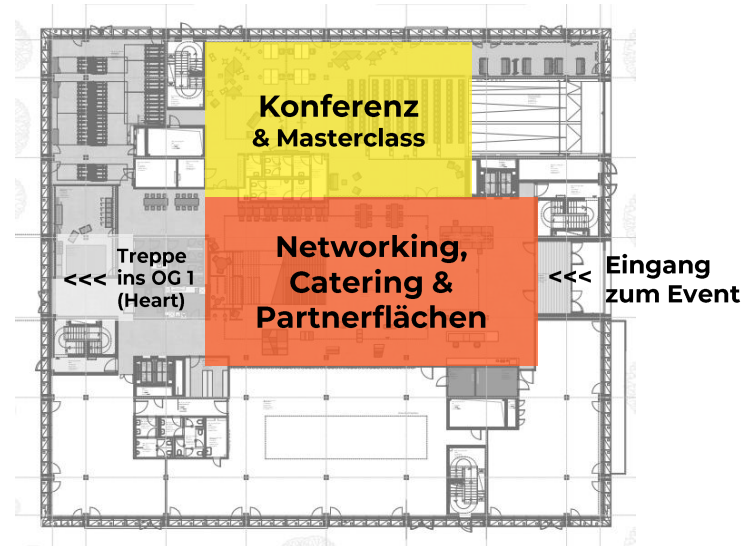 Konferenz
& Masterclass
Networking,
Catering &
Partnerflächen
<<< Treppe
ins OG 1
(Heart)
<<< Eingang
zum Event